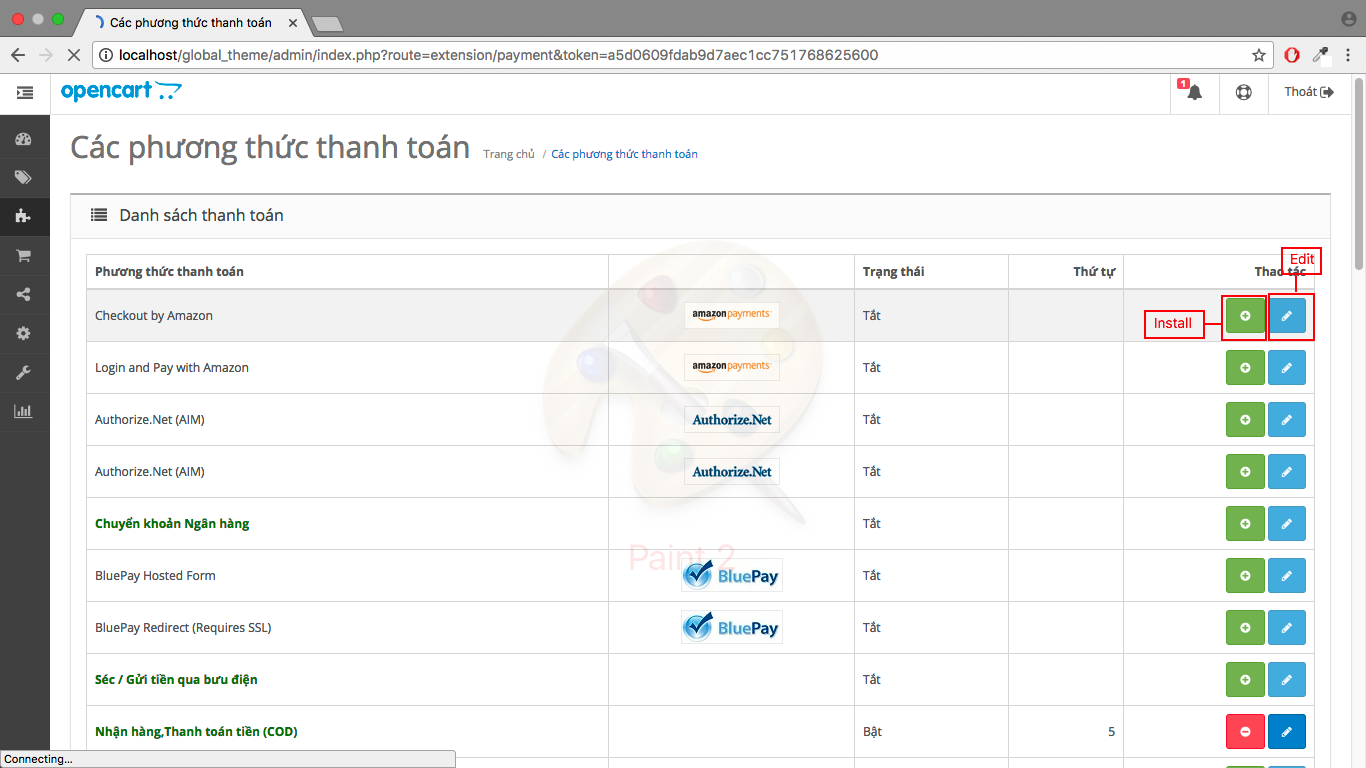 Các phương thức thanh toán
localhost/global_theme/admin/index.php?route=extension/payment&token=a5d0609fdab9d7aec1cc751768625600
opencart
1
Thoát
Các phương thức thanh toán
Trang chủ / Các phương thức thanh toán
Danh sách thanh toán
Edit
Phương thức thanh toán Trạng thái Thứ tự Thao tác
Checkout by Amazon amazonpayments Tắt
Install
Login and Pay with Amazon amazonpayments Tắt
Authorize.Net (AIM) Authorize.Net Tắt
Authorize.Net (AIM) Authorize.Net Tắt
Chuyển khoản Ngân hàng Tắt
Paint 2
BluePay Hosted Form BluePay Tắt
BluePay Redirect (Requires SSL) BluePay Tắt
Séc / Gửi tiền qua bưu điện Tắt
Nhận hàng,Thanh toán tiền (COD) Bật 5
Connecting...